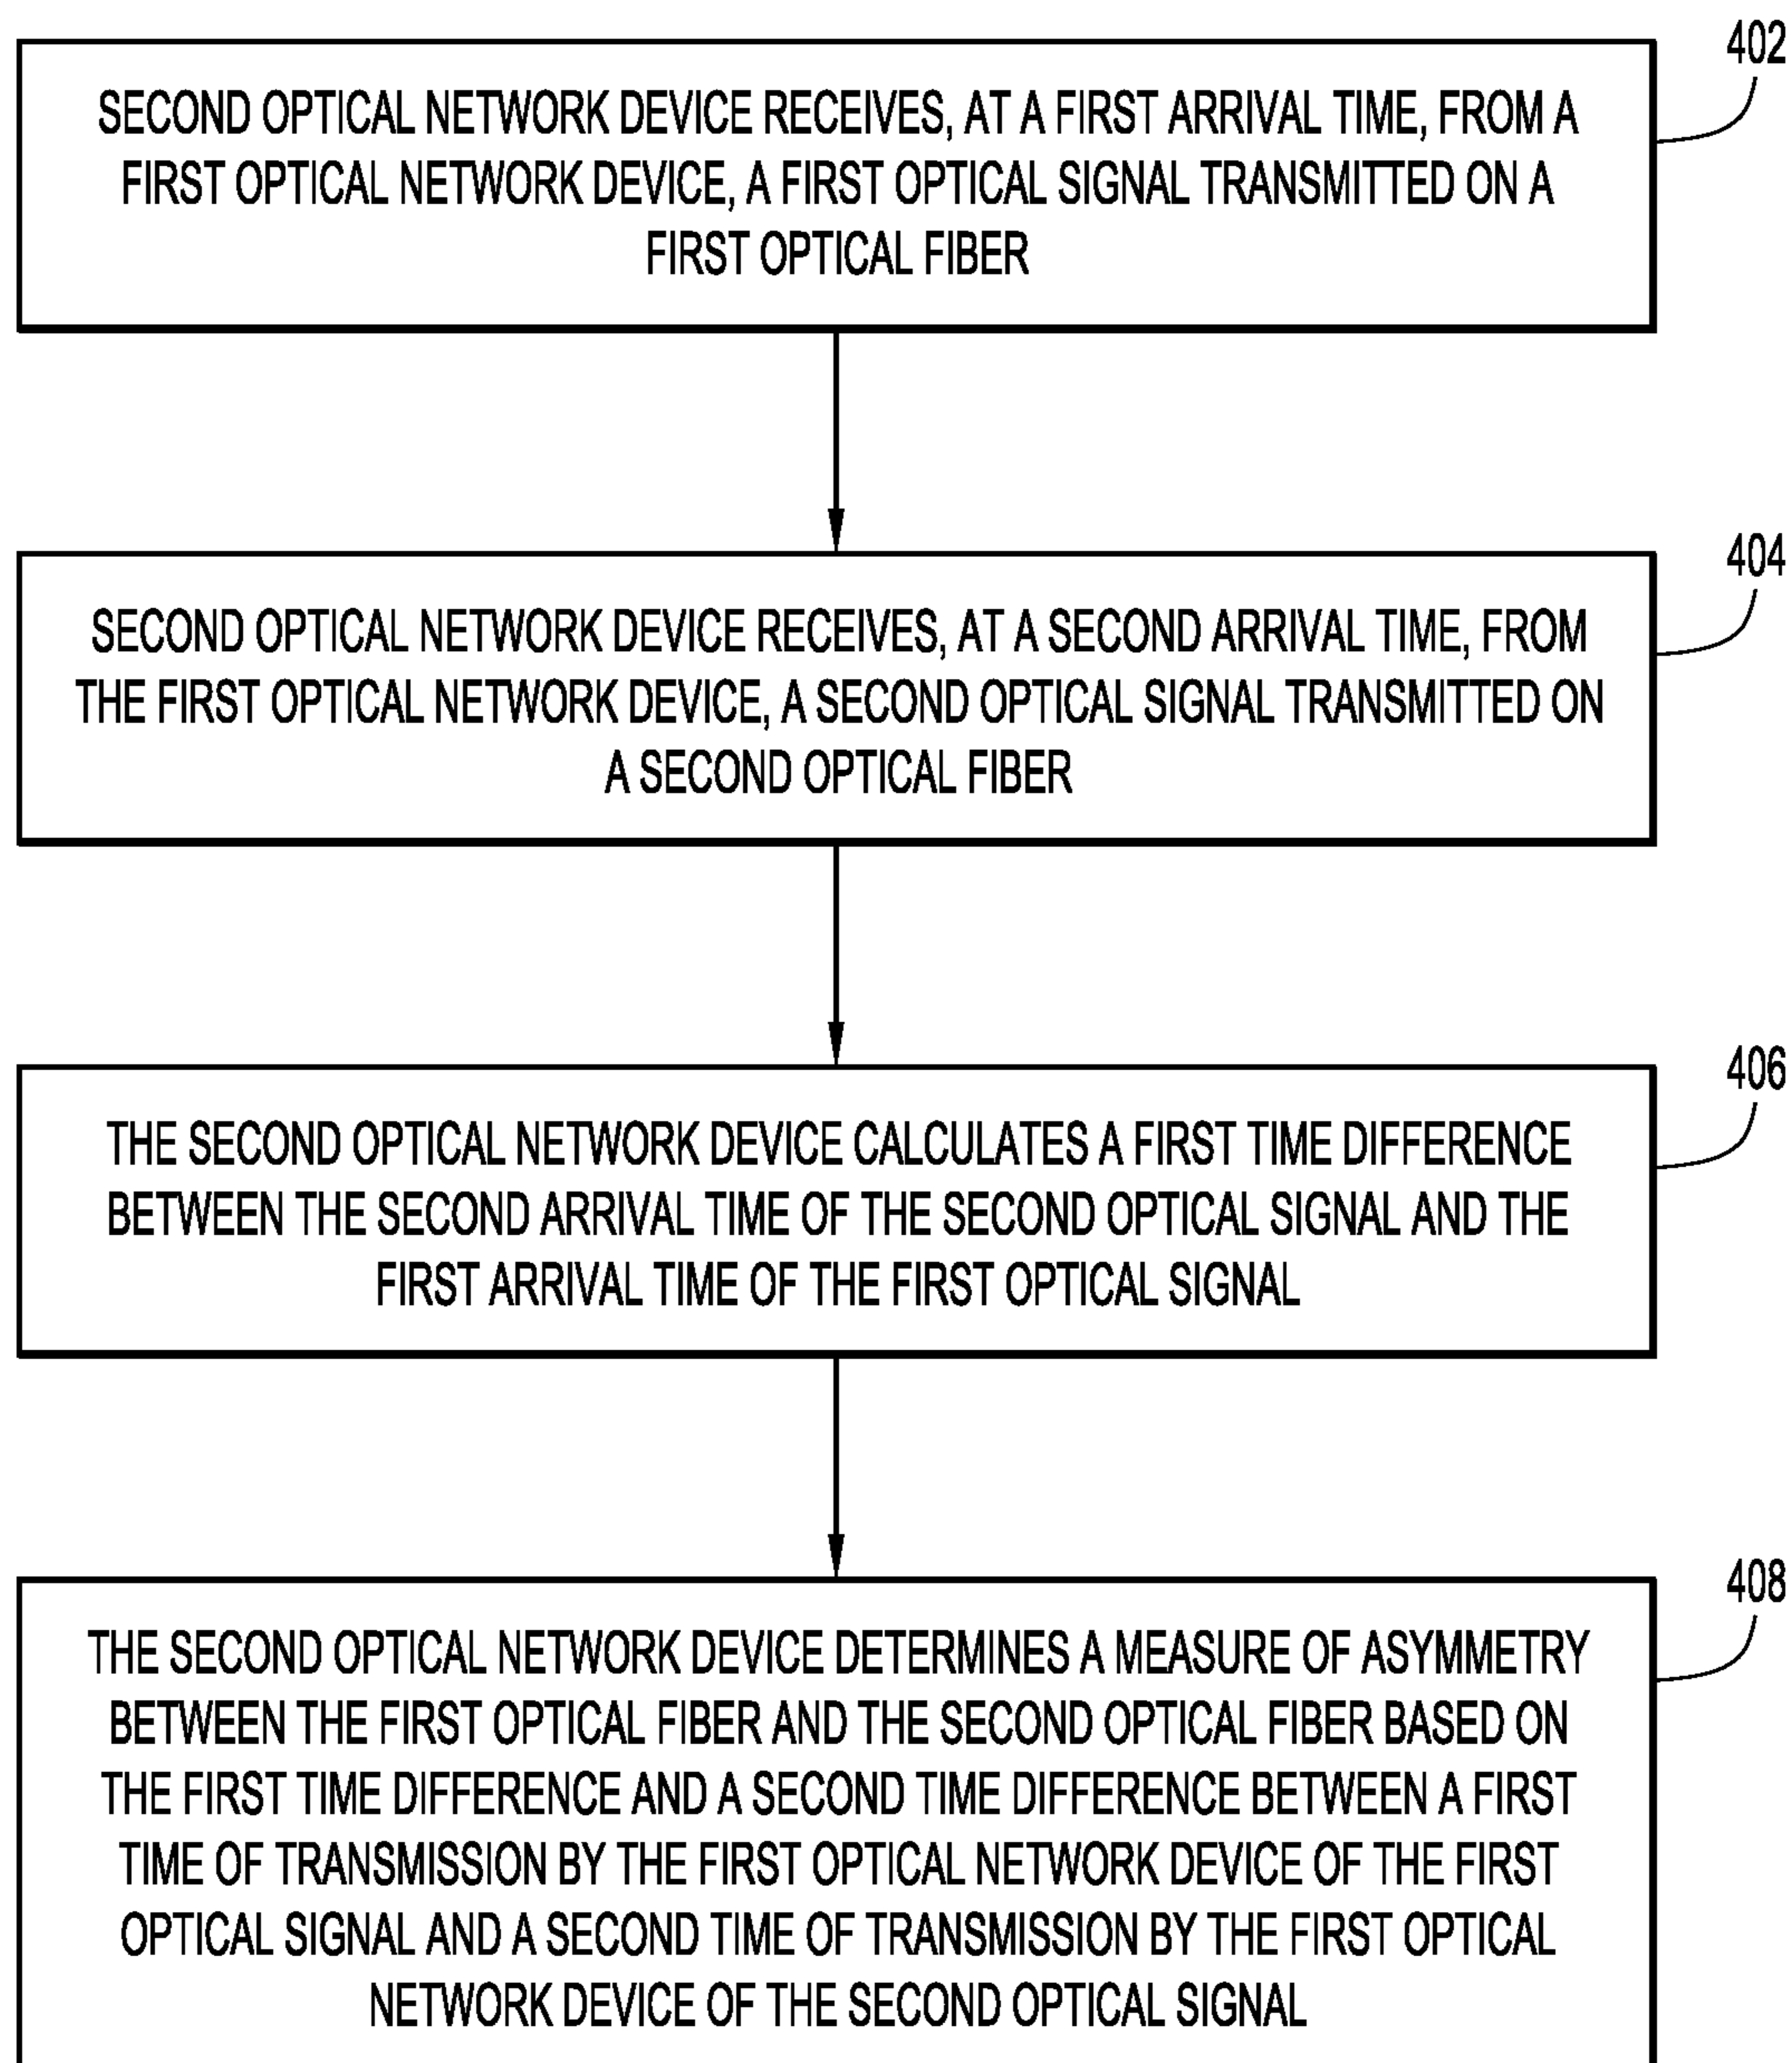 402
SECOND OPTICAL NETWORK DEVICE RECEIVES, AT A FIRST ARRIVAL TIME, FROM A
FIRST OPTICAL NETWORK DEVICE, A FIRST OPTICAL SIGNAL TRANSMITTED ON A
FIRST OPTICAL FIBER
404
SECOND OPTICAL NETWORK DEVICE RECEIVES, AT A SECOND ARRIVAL TIME, FROM
THE FIRST OPTICAL NETWORK DEVICE, A SECOND OPTICAL SIGNAL TRANSMITTED ON
A SECOND OPTICAL FIBER
406
THE SECOND OPTICAL NETWORK DEVICE CALCULATES A FIRST TIME DIFFERENCE
BETWEEN THE SECOND ARRIVAL TIME OF THE SECOND OPTICAL SIGNAL AND THE
FIRST ARRIVAL TIME OF THE FIRST OPTICAL SIGNAL
408
THE SECOND OPTICAL NETWORK DEVICE DETERMINES A MEASURE OF ASYMMETRY
BETWEEN THE FIRST OPTICAL FIBER AND THE SECOND OPTICAL FIBER BASED ON
THE FIRST TIME DIFFERENCE AND A SECOND TIME DIFFERENCE BETWEEN A FIRST
TIME OF TRANSMISSION BY THE FIRST OPTICAL NETWORK DEVICE OF THE FIRST
OPTICAL SIGNAL AND A SECOND TIME OF TRANSMISSION BY THE FIRST OPTICAL
NETWORK DEVICE OF THE SECOND OPTICAL SIGNAL